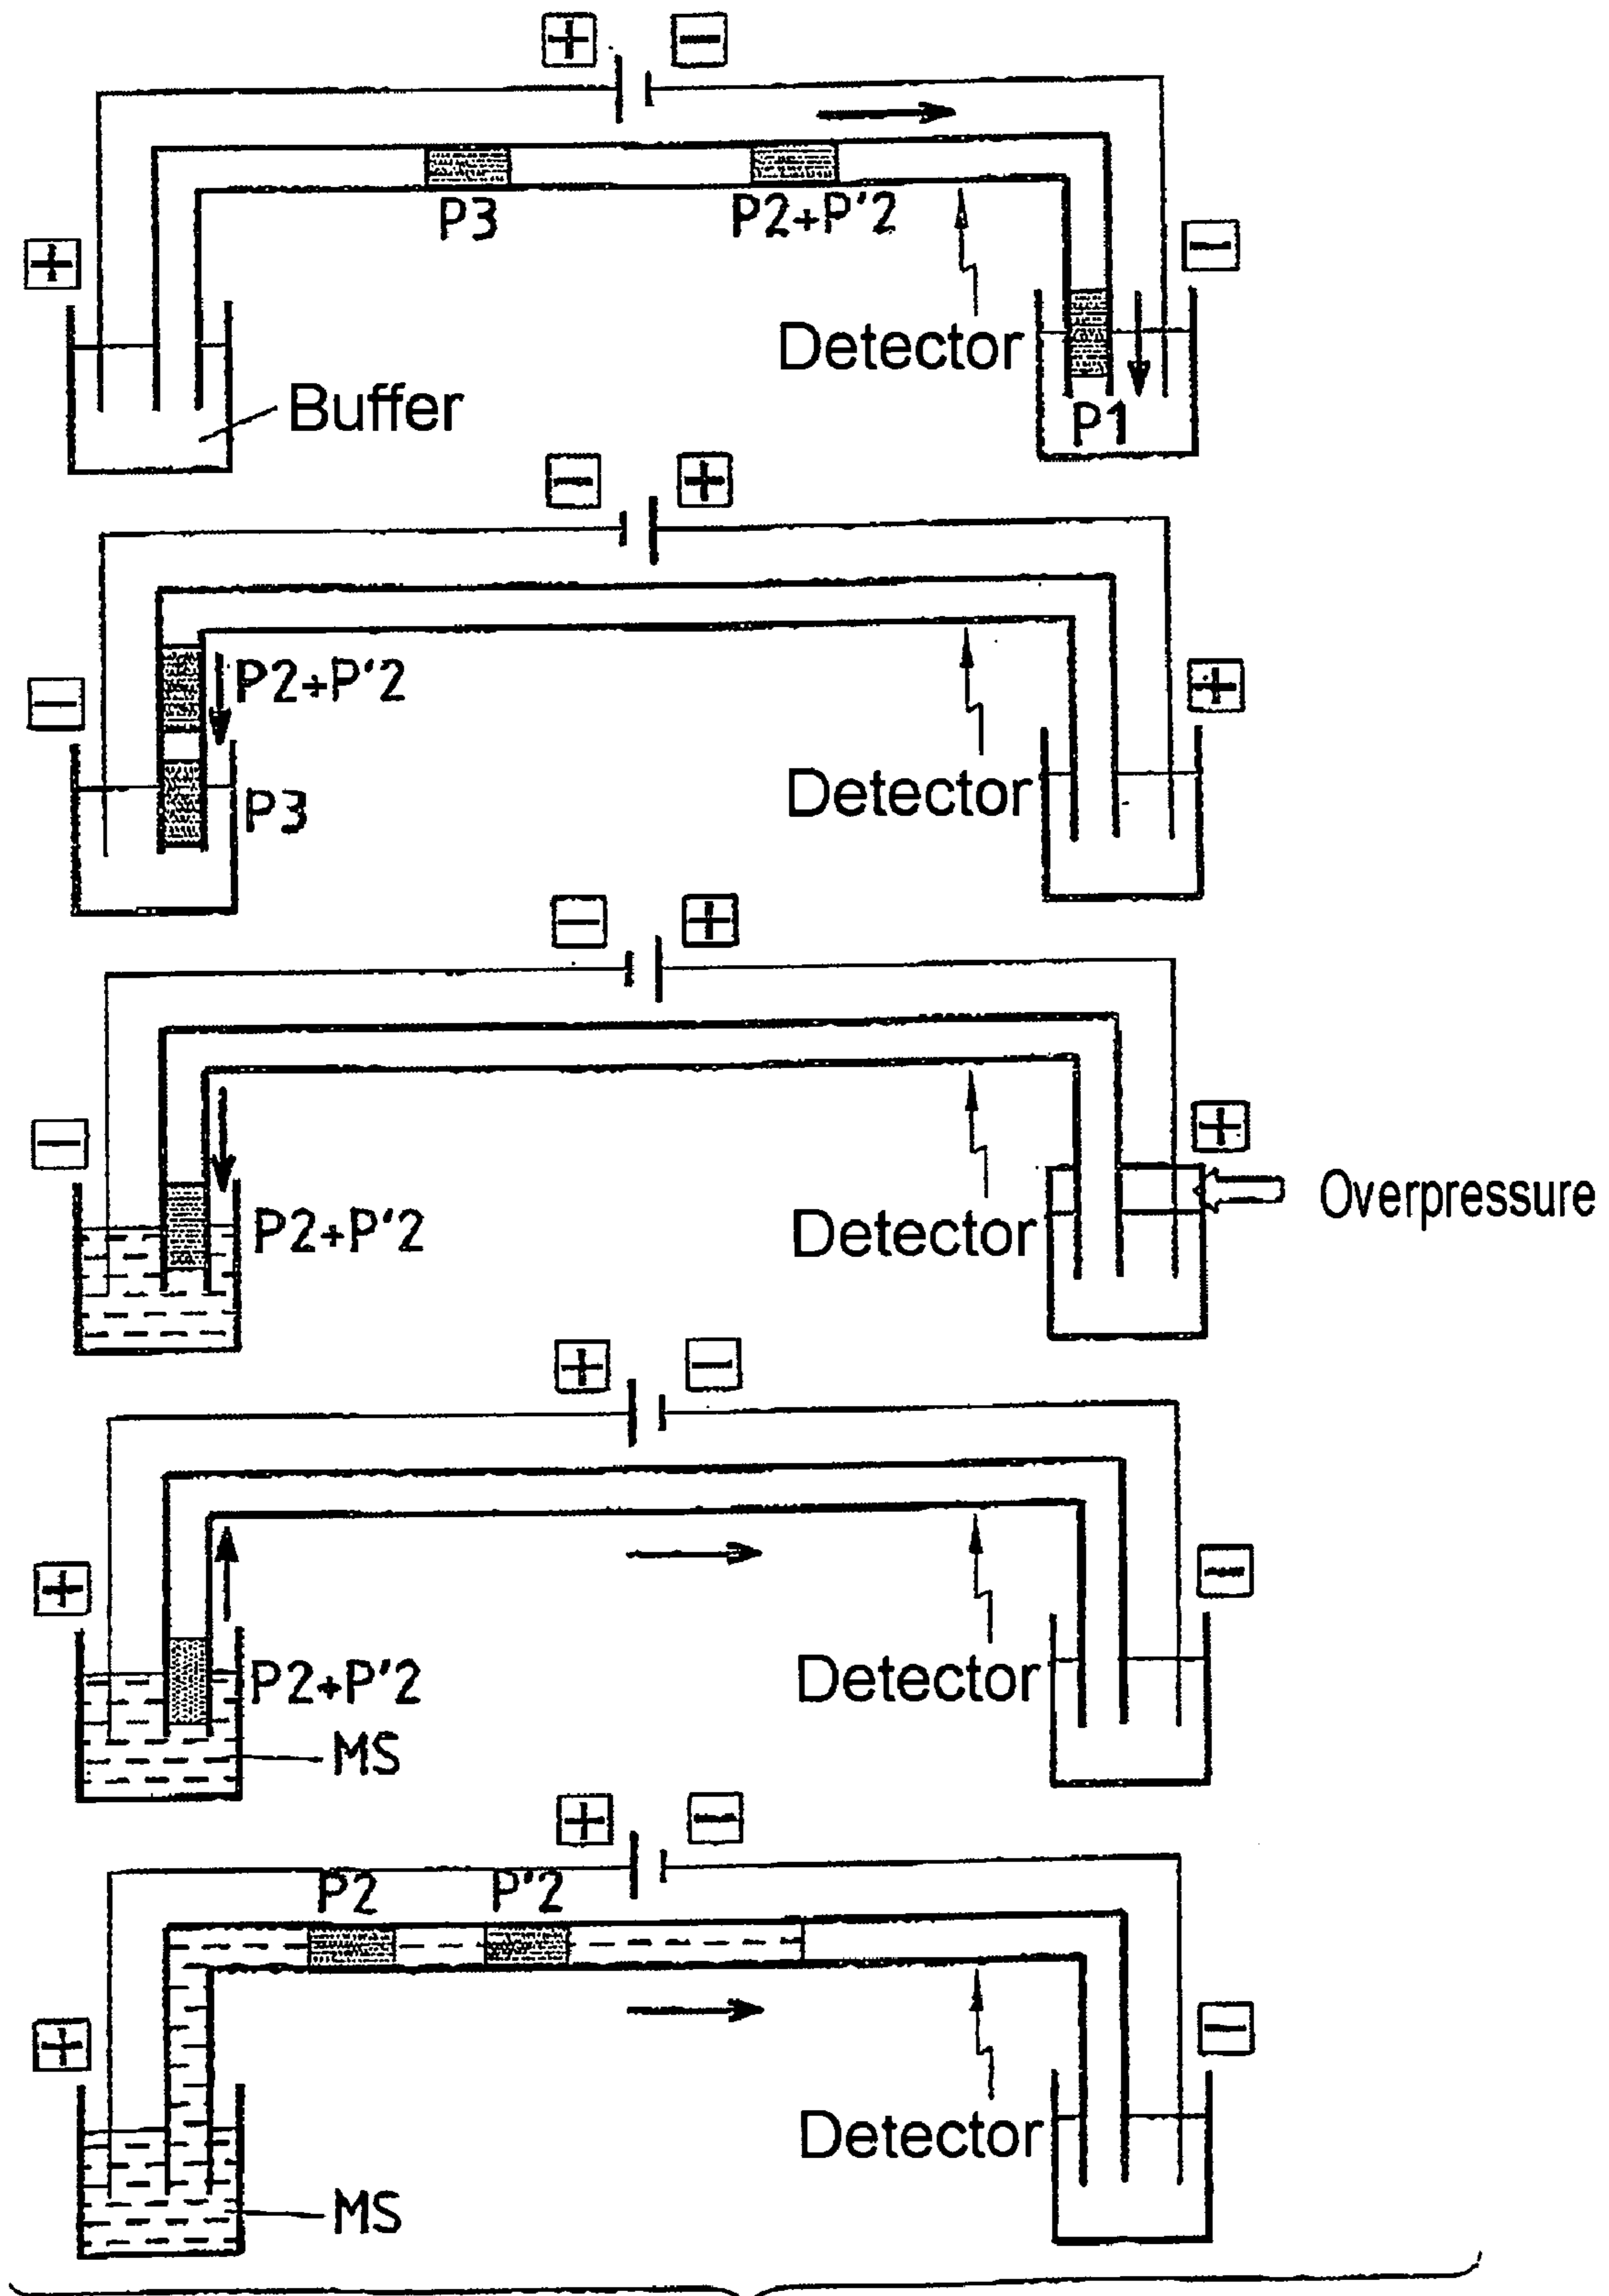 + −
P3 P2+P'2
+ −
Detector
Buffer
P1
− +
P2+P'2
− +
Detector
P3
− +
− +
Overpressure
P2+P'2 Detector
+ −
+ −
P2+P'2 Detector
MS
+ −
P2 P'2
+ −
Detector
MS